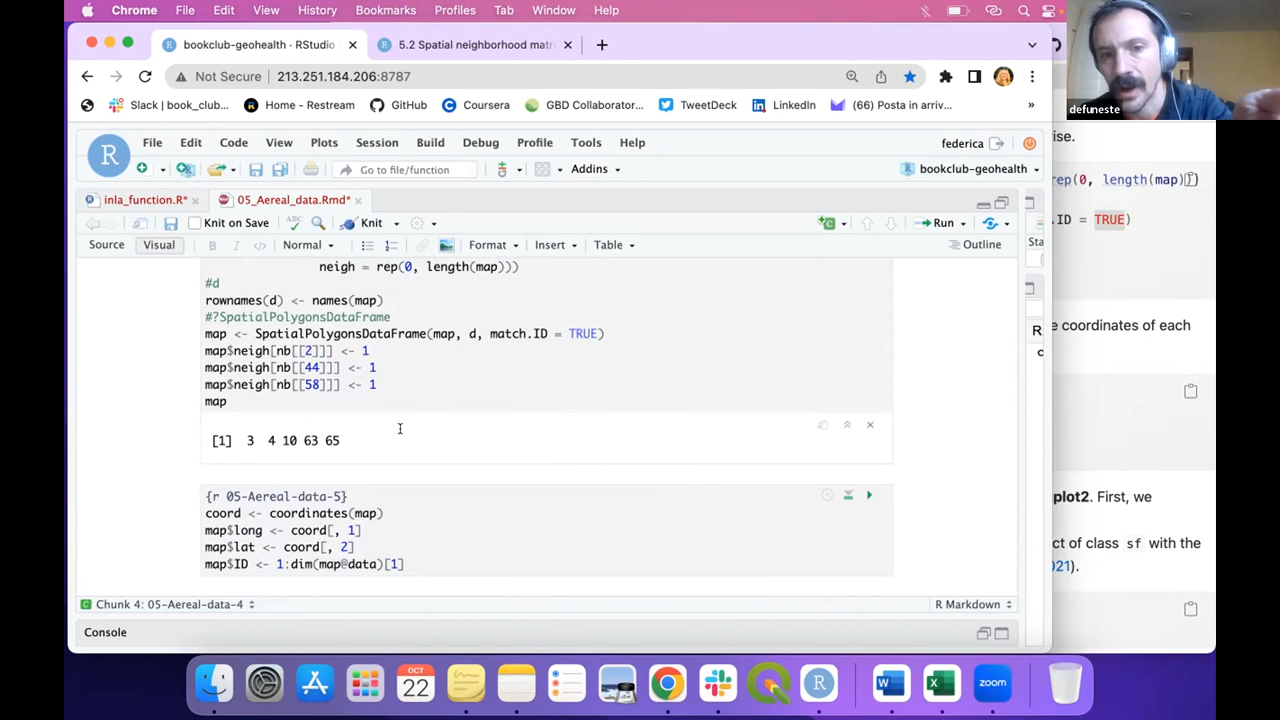 Chrome File Edit View History Bookmarks Profiles Tab Window Help
bookclub-geohealth · RStudio
5.2 Spatial neighborhood matri
Not Secure 213.251.184.206:8787
Slack | book_club... Home - Restream GitHub Coursera GBD Collaborator... TweetDeck LinkedIn (66) Posta in arriv... »
defuneste
R File Edit Code View Plots Session Build Debug Profile Tools Help federica
Go to file/function Addins bookclub-geohealth
inla_function.R* 05_Aereal_data.Rmd*
Knit on Save ABC Knit Run
Source Visual B I </> Normal Format Insert Table Outline
neigh = rep(0, length(map)))
#d
rownames(d) <- names(map)
#?SpatialPolygonsDataFrame
map <- SpatialPolygonsDataFrame(map, d, match.ID = TRUE)
map$neigh[nb[[2]]] <- 1
map$neigh[nb[[44]]] <- 1
map$neigh[nb[[58]]] <- 1
map
[1] 3 4 10 63 65
{r 05-Aereal-data-5}
coord <- coordinates(map)
map$long <- coord[, 1]
map$lat <- coord[, 2]
map$ID <- 1:dim(map@data)[1]
Chunk 4: 05-Aereal-data-4 R Markdown
Console
Sta
R
c
ise.
rep(0, length(map)))
.ID = TRUE)
e coordinates of each
plot2. First, we
ct of class sf with the
021).
OCT
22
R W X zoom